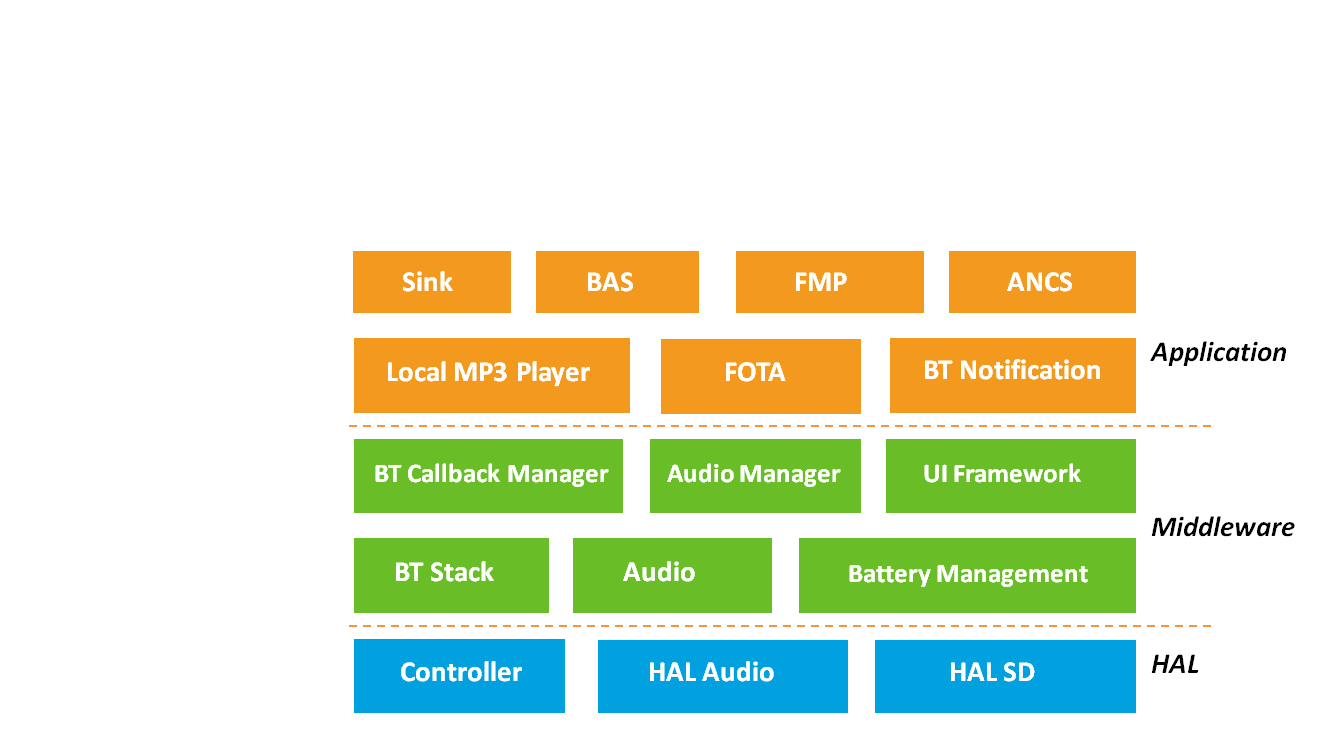 Sink
BAS
FMP
ANCS
Local MP3 Player
FOTA
BT Notification
Application
BT Callback Manager
Audio Manager
UI Framework
Middleware
BT Stack
Audio
Battery Management
Controller
HAL Audio
HAL SD
HAL